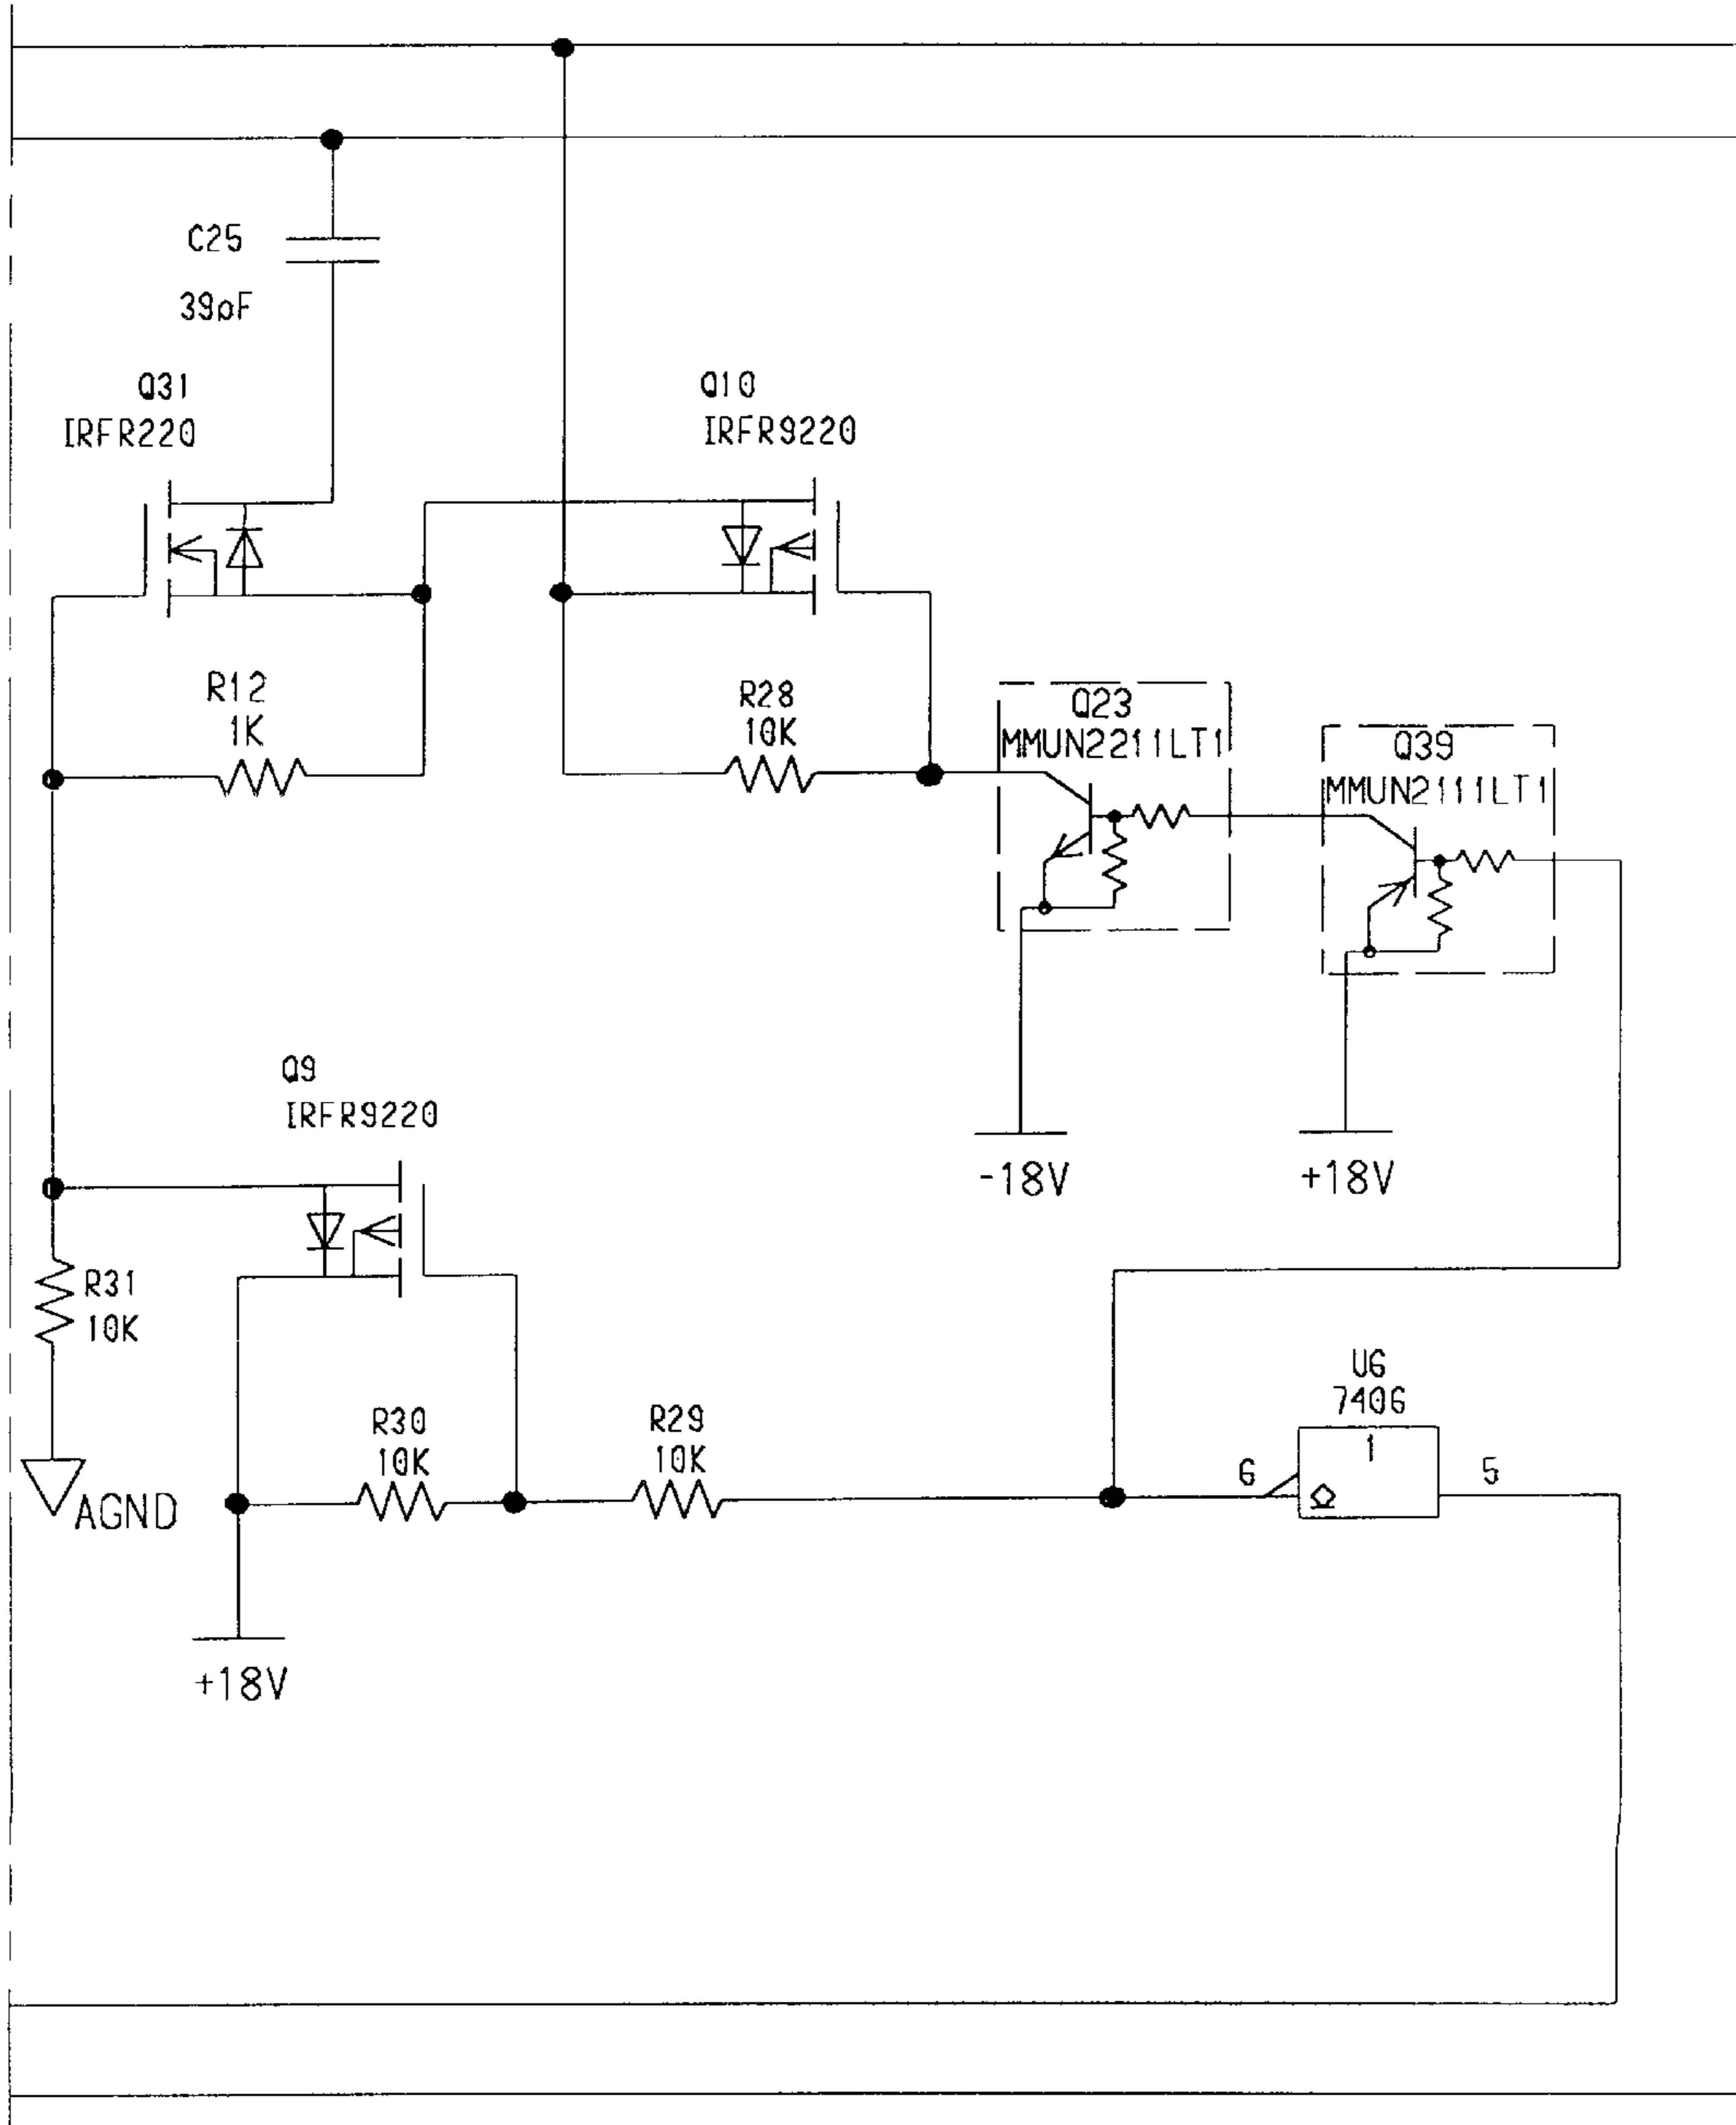 C25
39pF
Q31
IRFR220
Q10
IRFR9220
R12
1K
R28
10K
Q23
MMUN2211LT1
Q39
MMUN2111LT1
Q9
IRFR9220
-18V
+18V
R31
10K
U6
7406
1
R30
10K
R29
10K
6
5
AGND
+18V